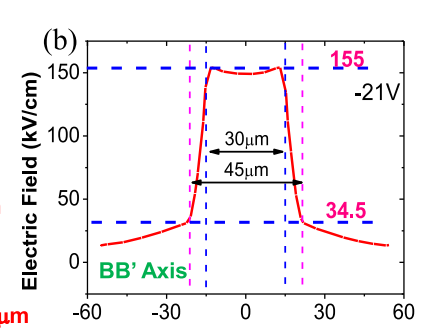 (b)
155
150
-21V
100
30μm
45μm
50
34.5
0
BB' Axis
Electric Field (kV/cm)
μm
-60 -30 0 30 60